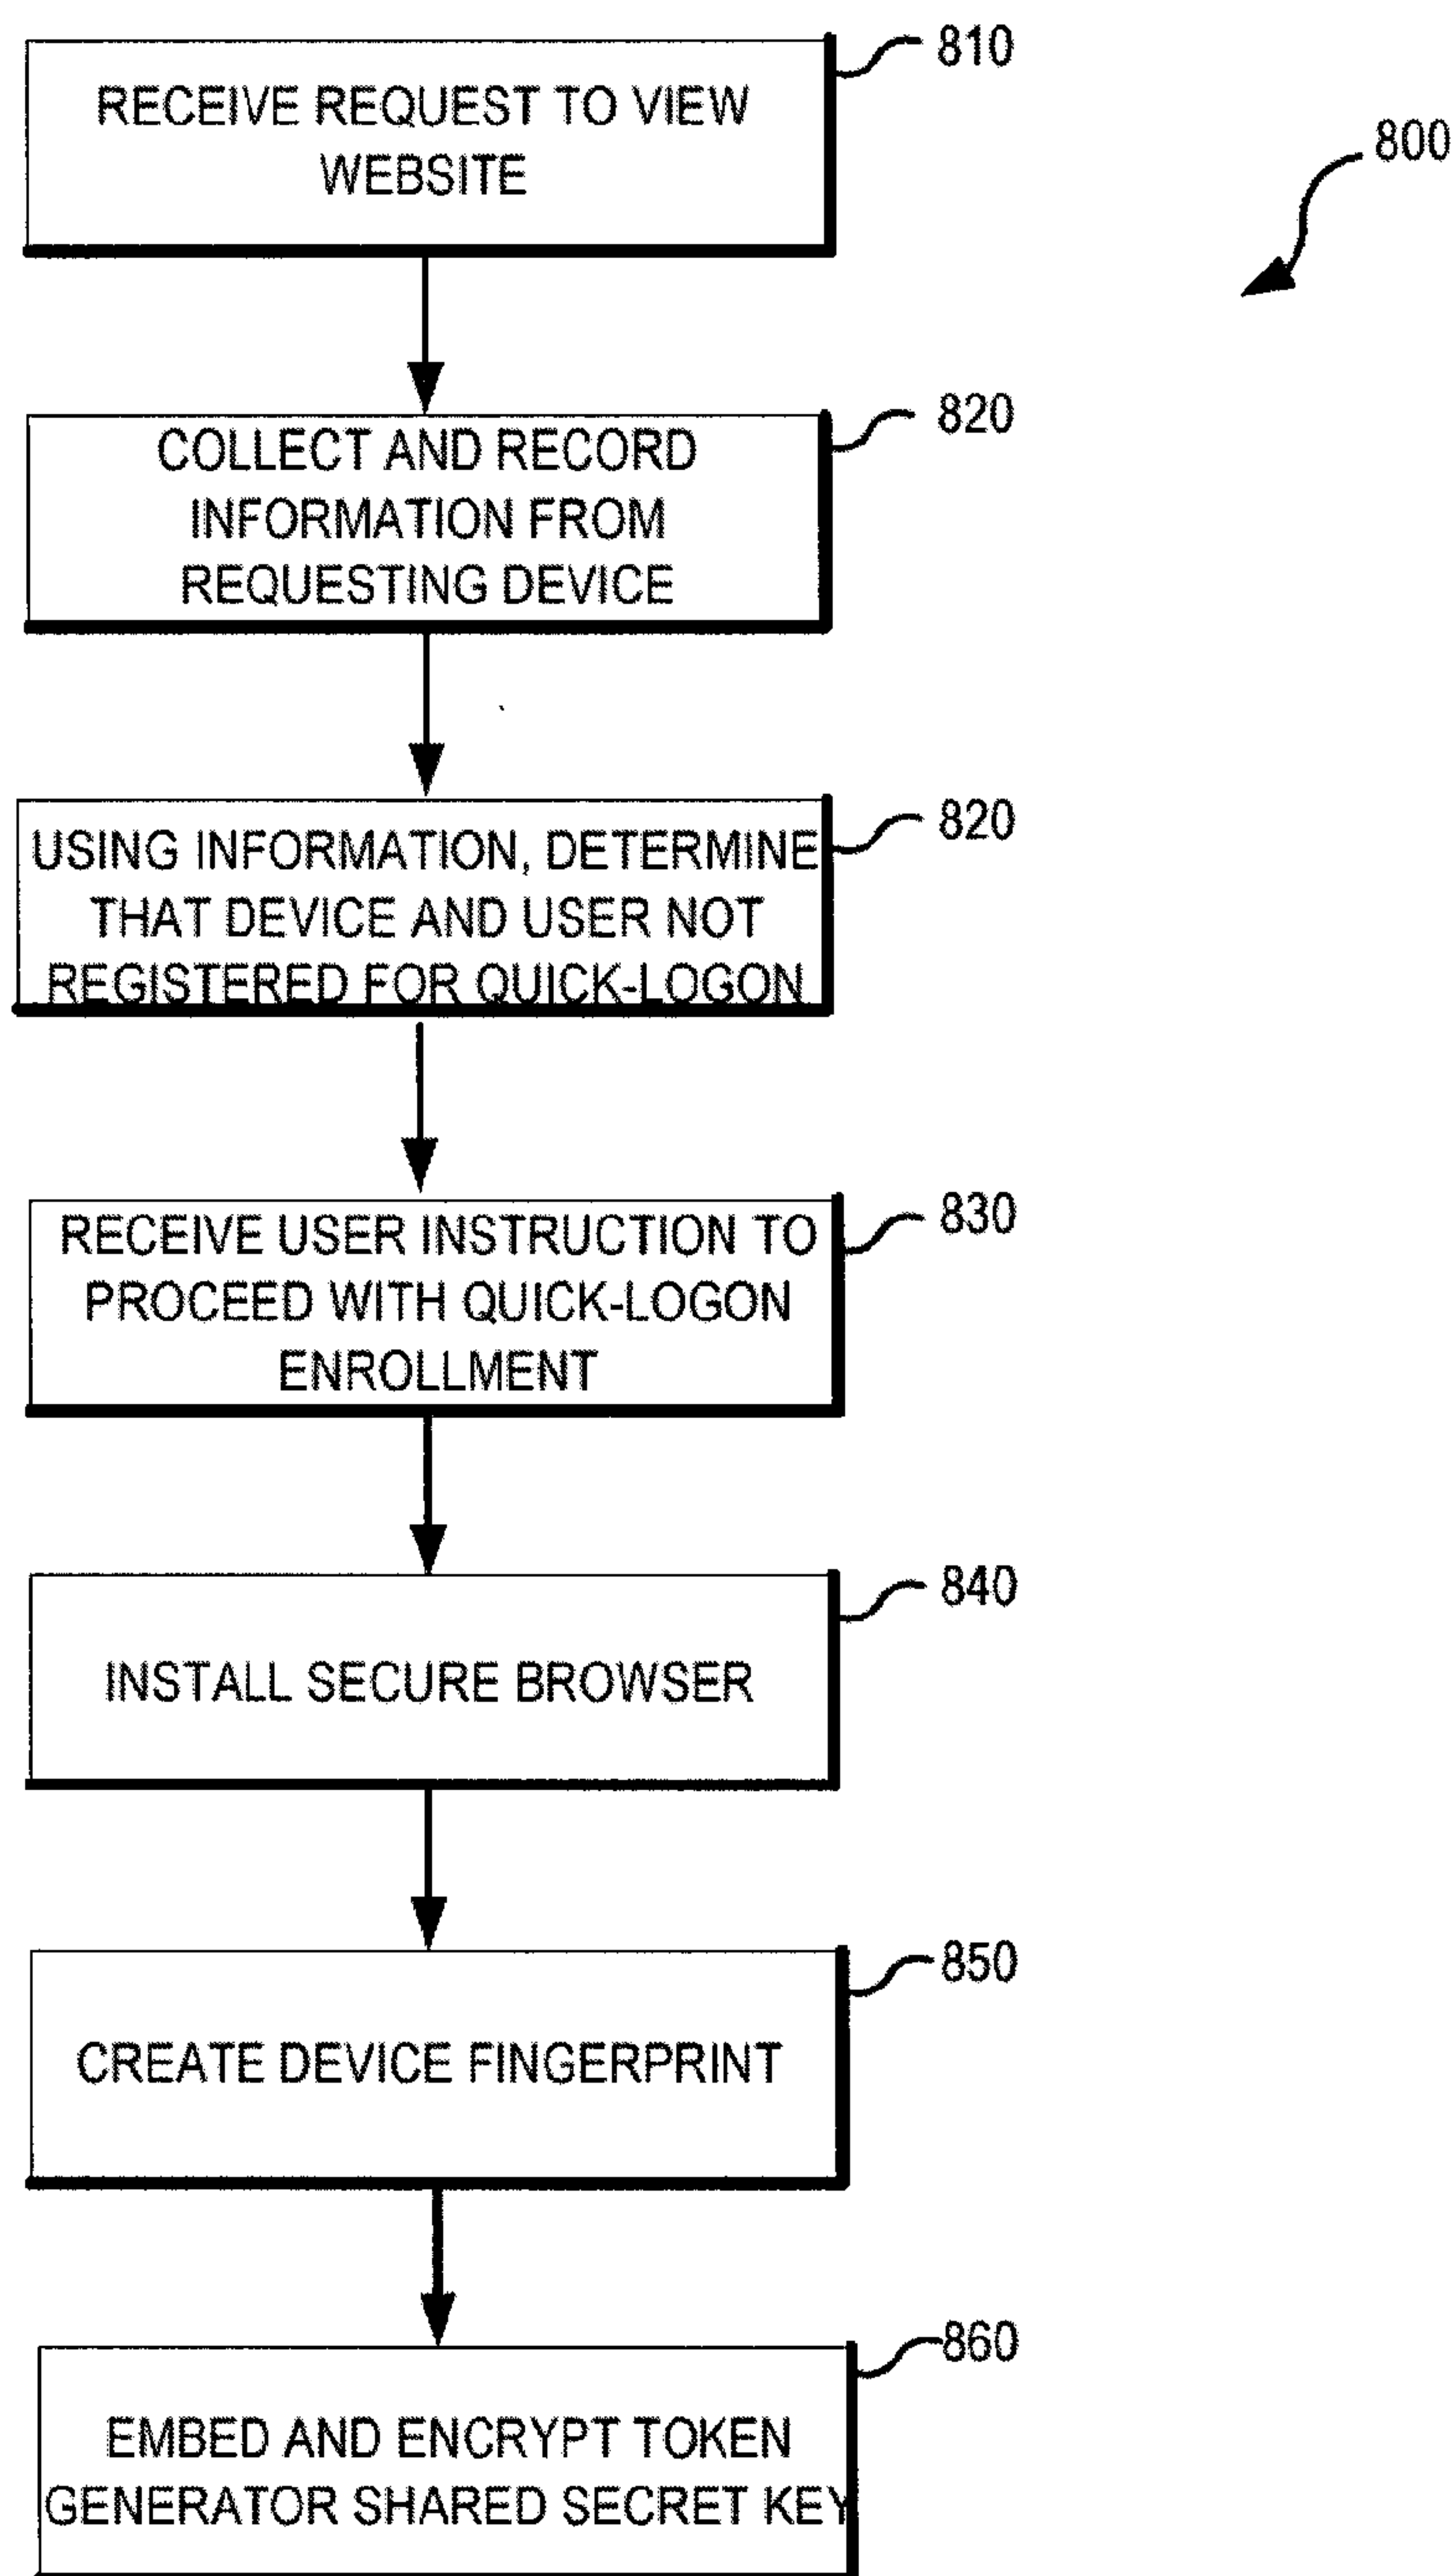 RECEIVE REQUEST TO VIEW
WEBSITE
810
800
COLLECT AND RECORD
INFORMATION FROM
REQUESTING DEVICE
820
USING INFORMATION, DETERMINE
THAT DEVICE AND USER NOT
REGISTERED FOR QUICK-LOGON
820
RECEIVE USER INSTRUCTION TO
PROCEED WITH QUICK-LOGON
ENROLLMENT
830
INSTALL SECURE BROWSER
840
CREATE DEVICE FINGERPRINT
850
EMBED AND ENCRYPT TOKEN
GENERATOR SHARED SECRET KEY
860